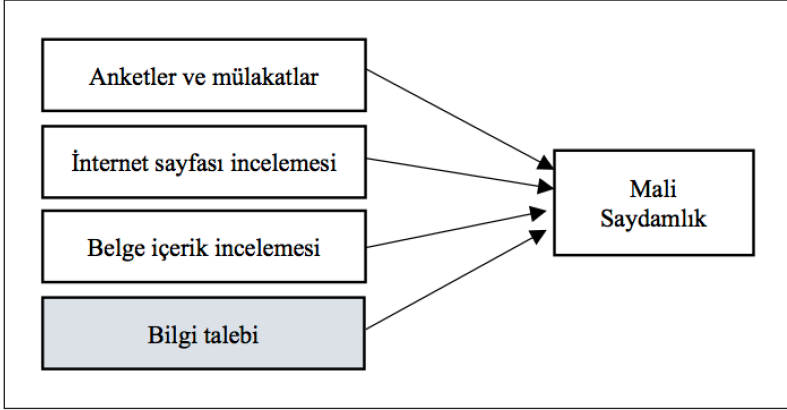 Anketler ve mülakatlar
İnternet sayfası incelemesi
Belge içerik incelemesi
Bilgi talebi
Mali
Saydamlık